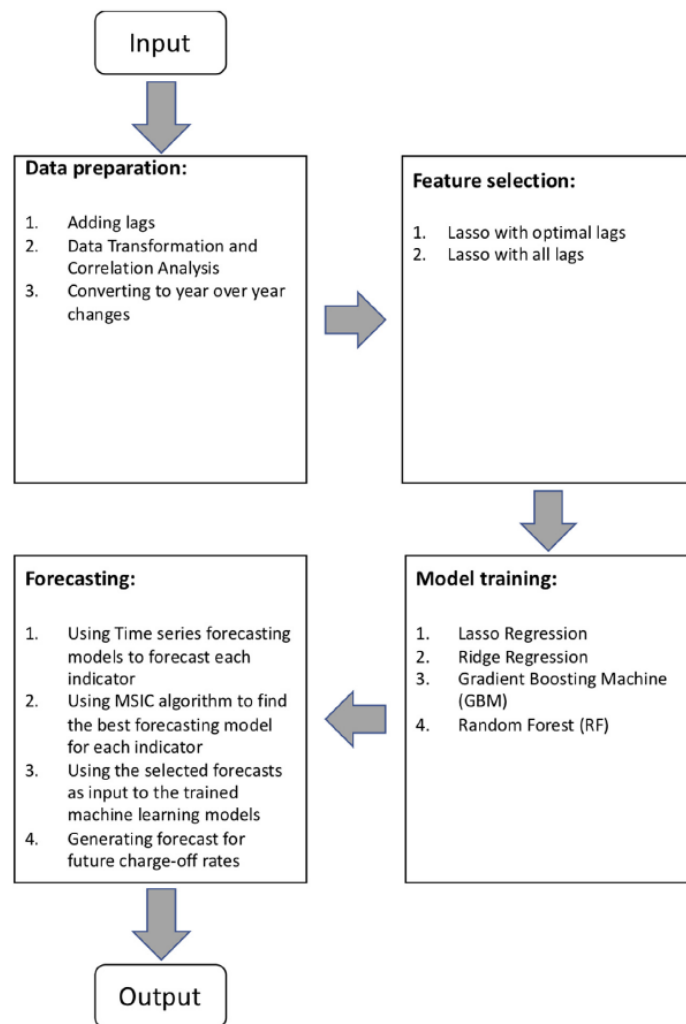 Input
Data preparation:
1. Adding lags
2. Data Transformation and
Correlation Analysis
3. Converting to year over year
changes
Feature selection:
1. Lasso with optimal lags
2. Lasso with all lags
Model training:
1. Lasso Regression
2. Ridge Regression
3. Gradient Boosting Machine
(GBM)
4. Random Forest (RF)
Forecasting:
1. Using Time series forecasting
models to forecast each
indicator
2. Using MSIC algorithm to find
the best forecasting model
for each indicator
3. Using the selected forecasts
as input to the trained
machine learning models
4. Generating forecast for
future charge-off rates
Output